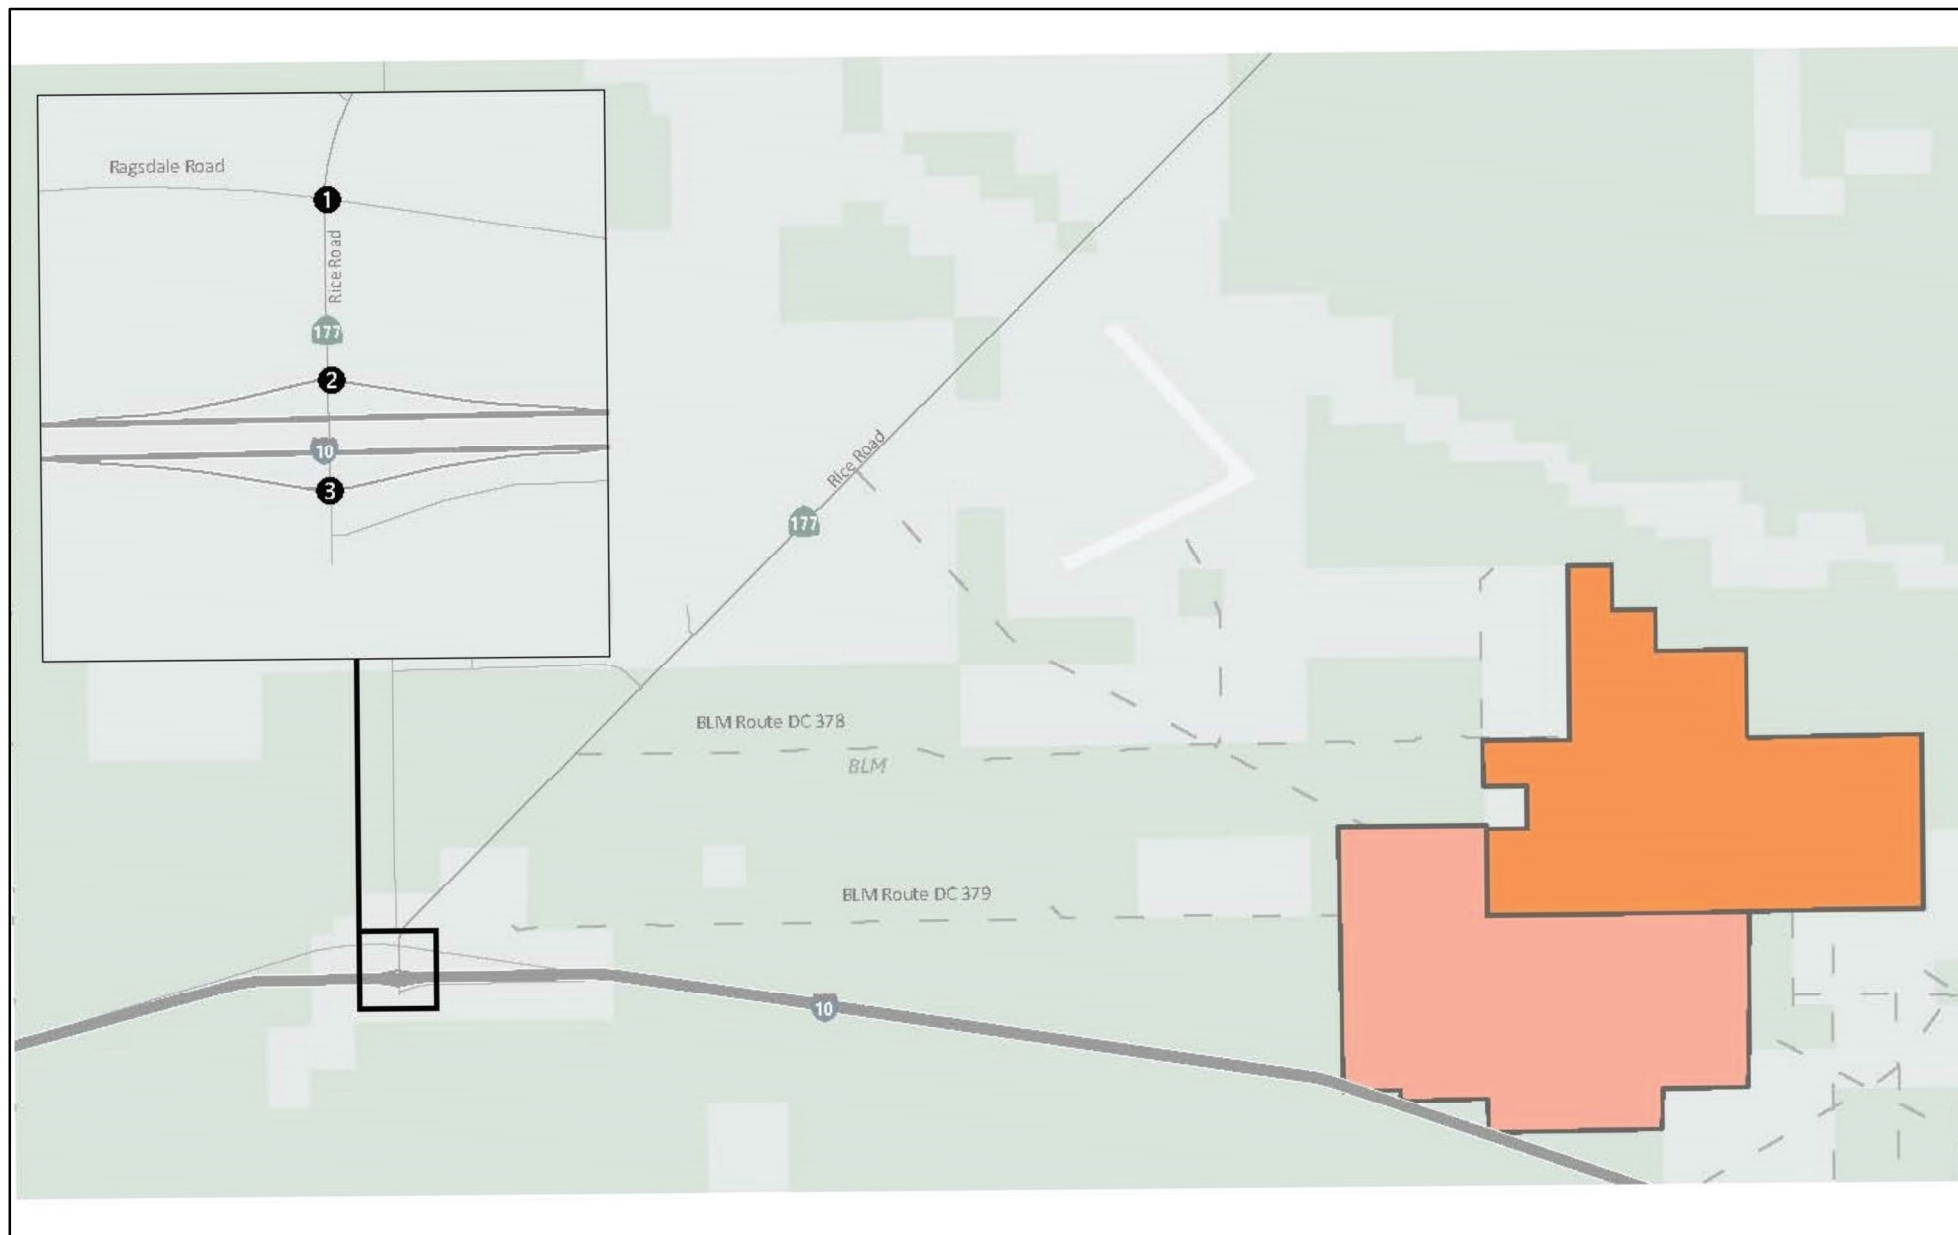 Ragsdale Road
1
Rice Road
177
2
10
3
Rice Road
177
BLM Route DC 378
BLM
BLM Route DC 379
10